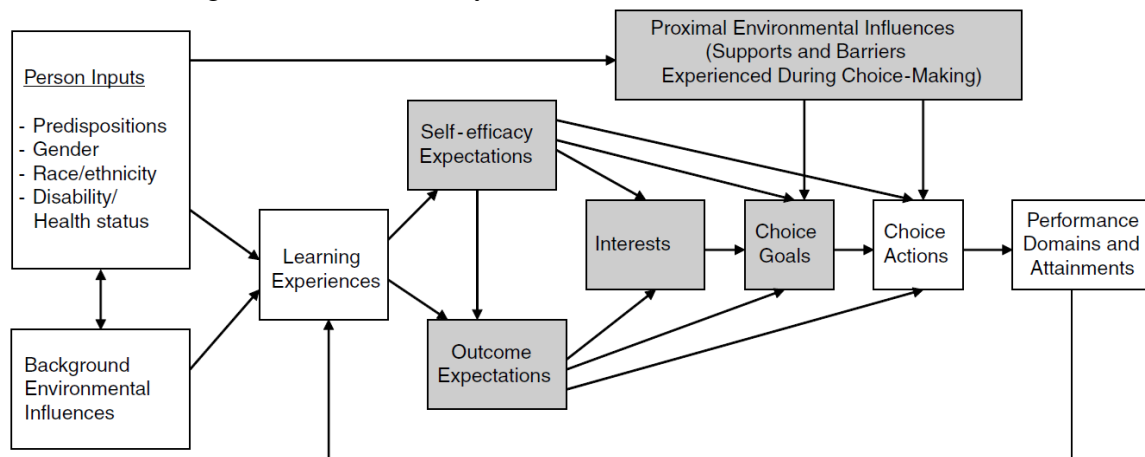 Proximal Environmental Influences
(Supports and Barriers
Experienced During Choice-Making)
Person Inputs
- Predispositions
- Gender
- Race/ethnicity
- Disability/
Health status
Self-efficacy
Expectations
Learning
Experiences
Interests
Choice
Goals
Choice
Actions
Performance
Domains and
Attainments
Outcome
Expectations
Background
Environmental
Influences